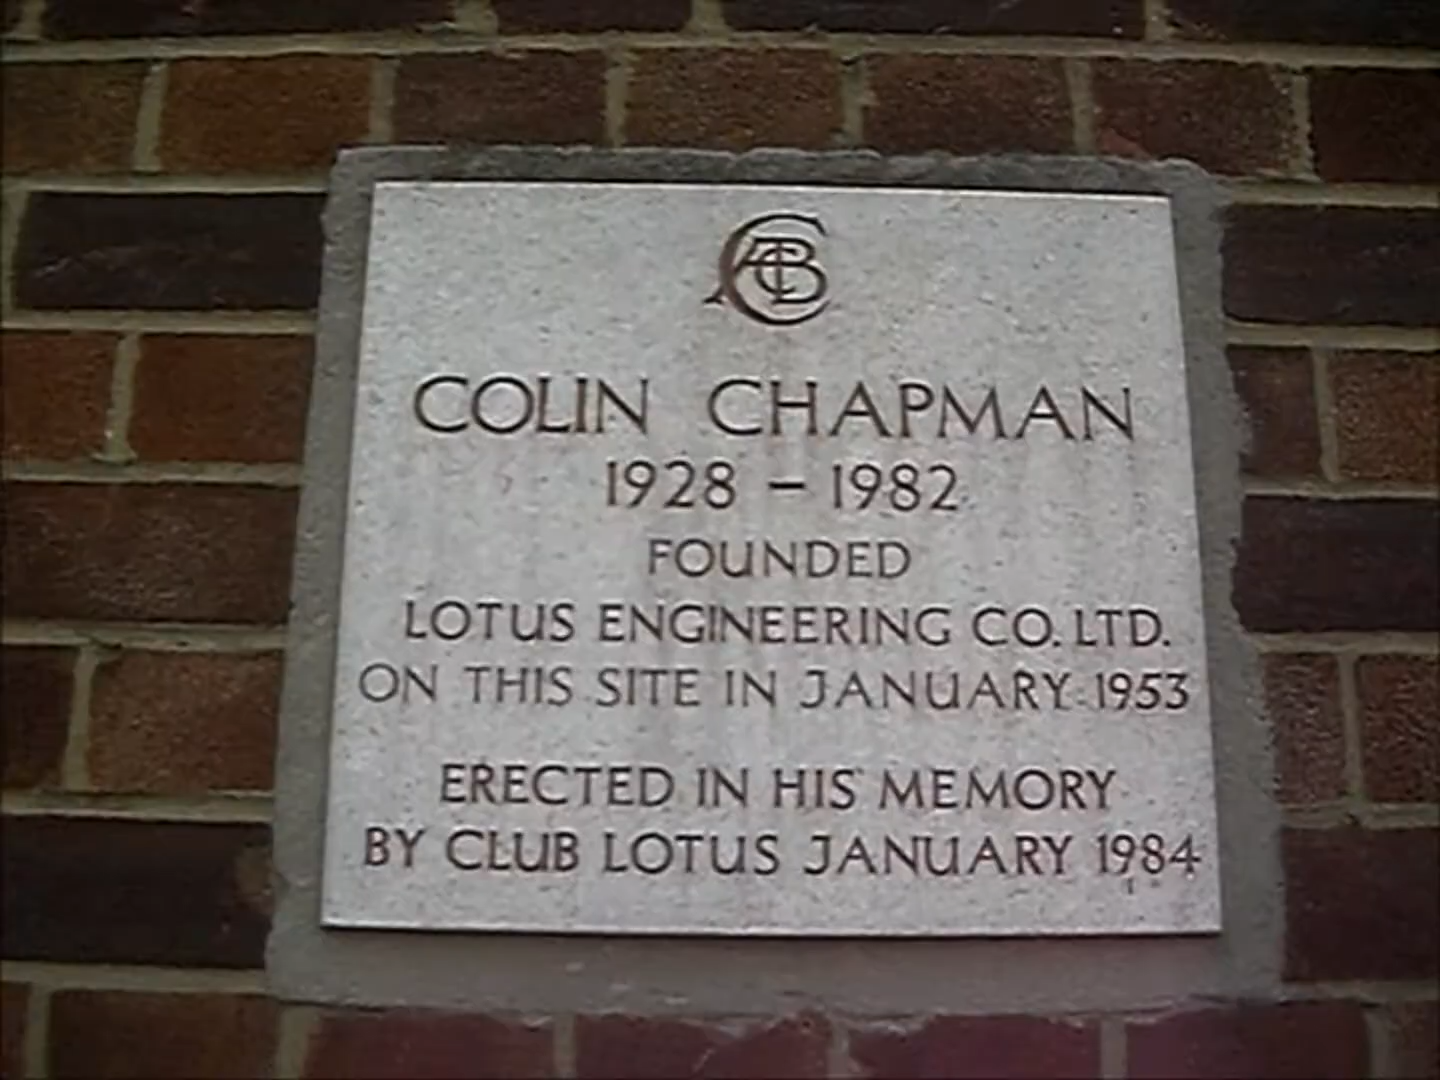 ACBC
COLIN CHAPMAN
1928 - 1982
FOUNDED
LOTUS ENGINEERING CO. LTD.
ON THIS SITE IN JANUARY 1953
ERECTED IN HIS MEMORY
BY CLUB LOTUS JANUARY 1984